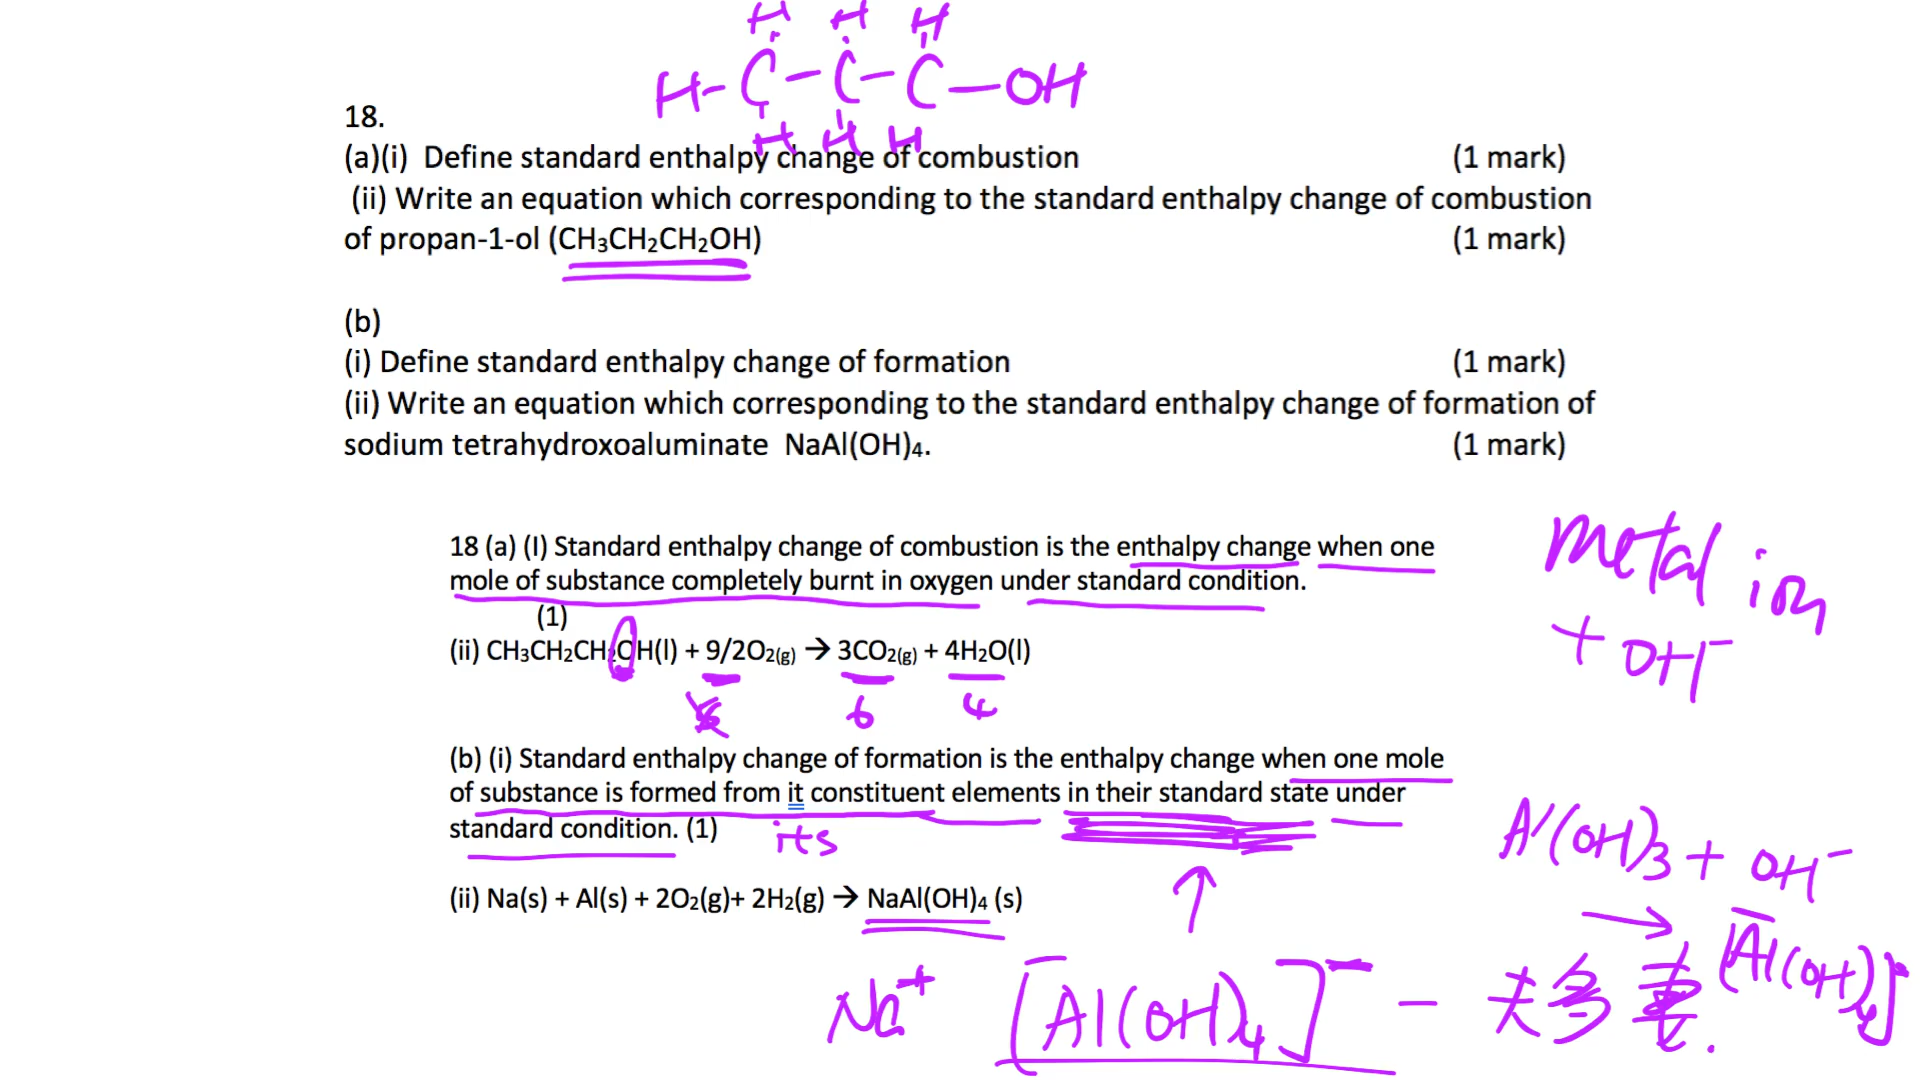 H H H
H-C-C-C-OH
H H H
18.
(a)(i) Define standard enthalpy change of combustion (1 mark)
(ii) Write an equation which corresponding to the standard enthalpy change of combustion
of propan-1-ol (CH₃CH₂CH₂OH) (1 mark)
(b)
(i) Define standard enthalpy change of formation (1 mark)
(ii) Write an equation which corresponding to the standard enthalpy change of formation of
sodium tetrahydroxoaluminate NaAl(OH)₄. (1 mark)
18 (a) (I) Standard enthalpy change of combustion is the enthalpy change when one
mole of substance completely burnt in oxygen under standard condition.
(1)
(ii) CH₃CH₂CH₂OH(l) + 9/2O₂(g) → 3CO₂(g) + 4H₂O(l)
6 4
metal ion
+ OH⁻
(b) (i) Standard enthalpy change of formation is the enthalpy change when one mole
of substance is formed from it constituent elements in their standard state under
standard condition. (1)
its
(ii) Na(s) + Al(s) + 2O₂(g)+ 2H₂(g) → NaAl(OH)₄ (s)
Al(OH)₃ + OH⁻
→ [Al(OH)₄]⁻
Na⁺ [Al(OH)₄]⁻ —